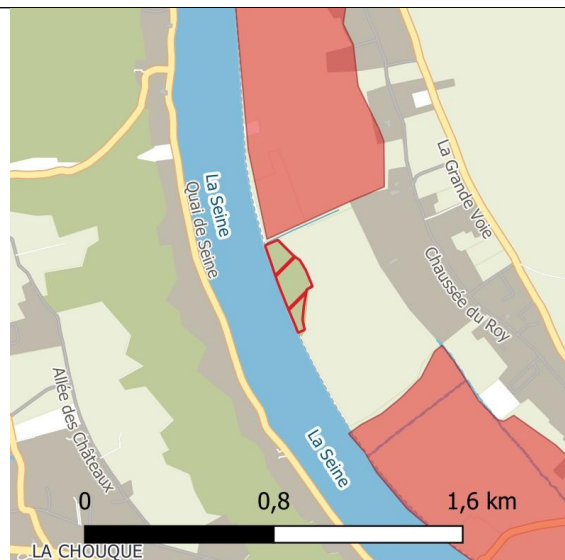 La Seine
Quai de Seine
La Grande Voie
Chaussée du Roy
Allée des Châteaux
La Seine
0 0,8 1,6 km
LA CHOUQUE